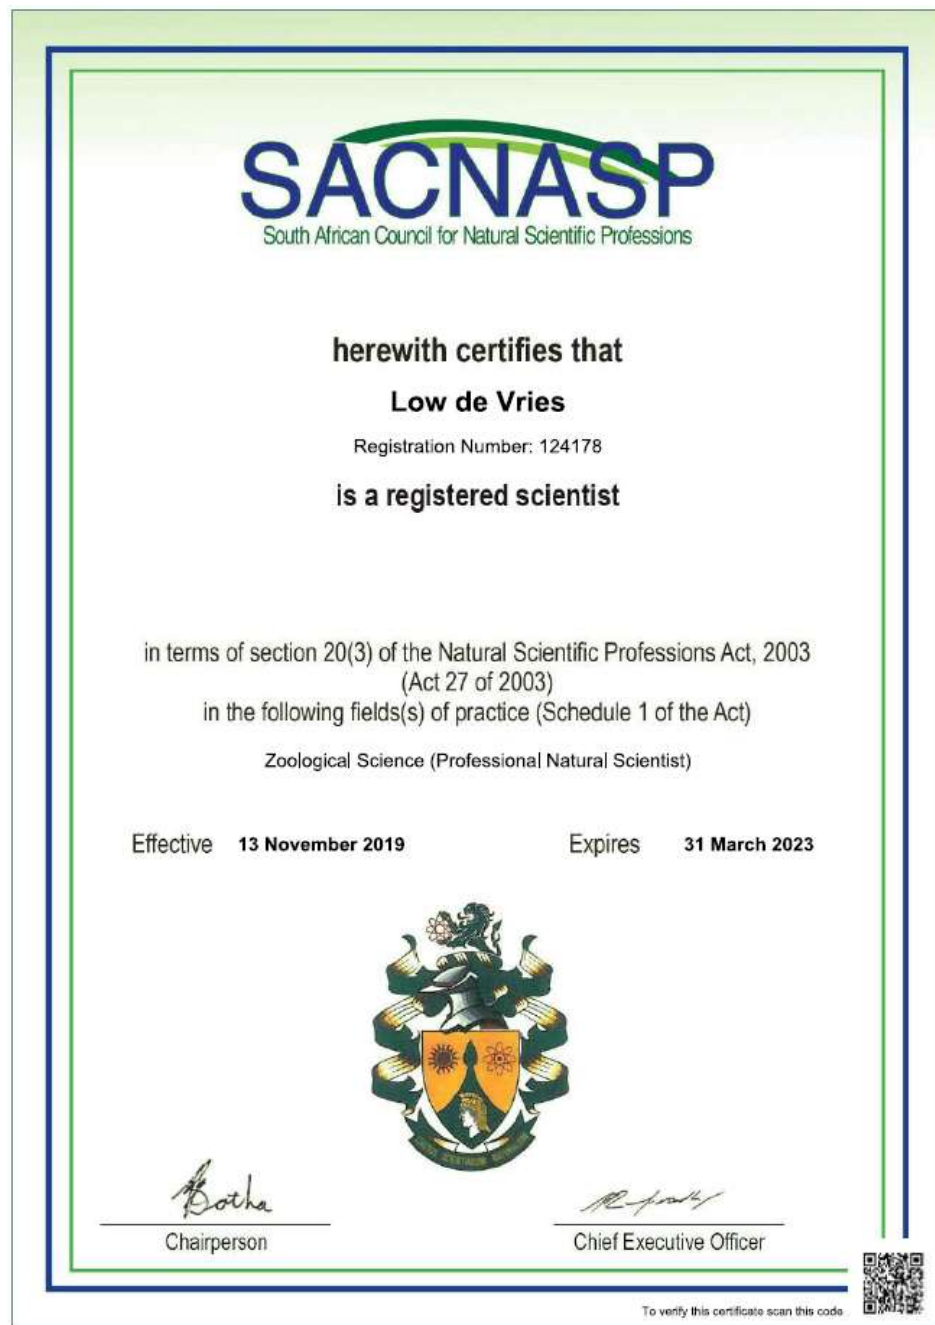 SACNASP
South African Council for Natural Scientific Professions
herewith certifies that
Low de Vries
Registration Number: 124178
is a registered scientist
in terms of section 20(3) of the Natural Scientific Professions Act, 2003
(Act 27 of 2003)
in the following fields(s) of practice (Schedule 1 of the Act)
Zoological Science (Professional Natural Scientist)
Effective 13 November 2019 Expires 31 March 2023
Botha
Chairperson Chief Executive Officer
To verify this certificate scan this code